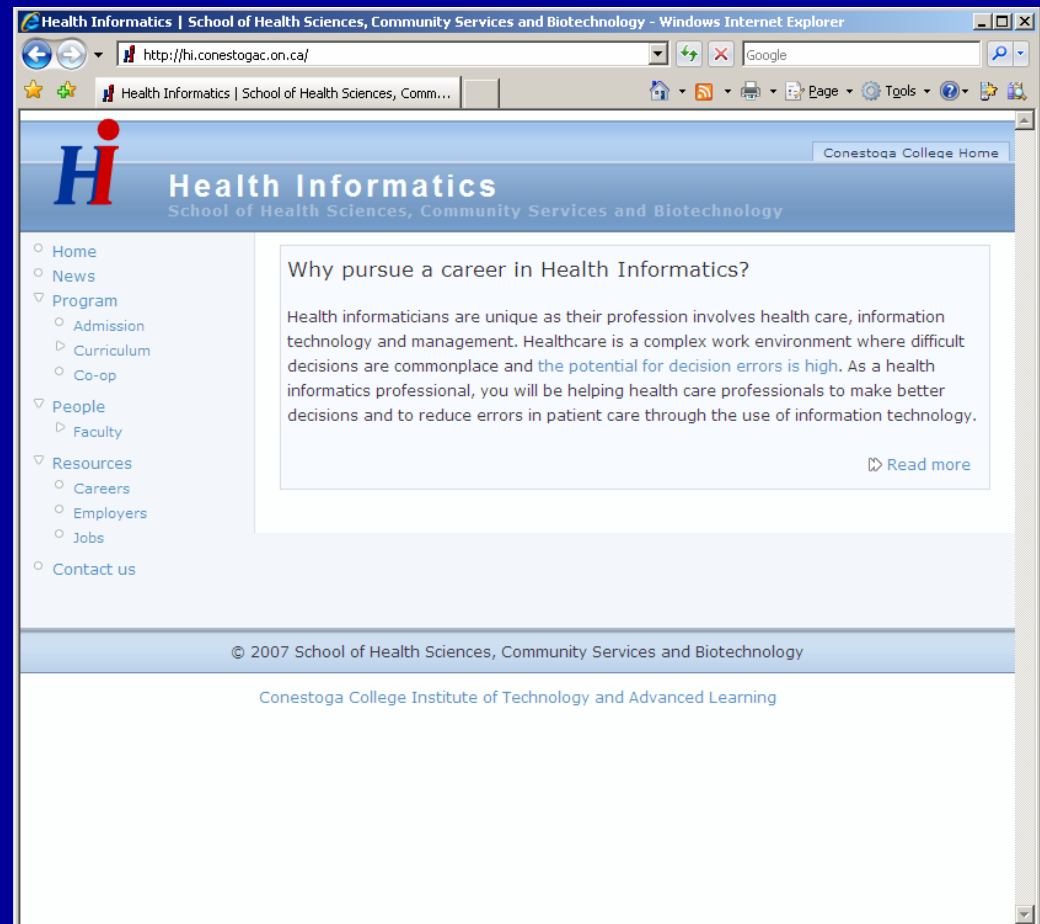 Health Informatics | School of Health Sciences, Community Services and Biotechnology - Windows Internet Explorer
http://hi.conestogac.on.ca/
Google
Health Informatics | School of Health Sciences, Comm...
Page
Tools
Conestoga College Home
Hi
Health Informatics
School of Health Sciences, Community Services and Biotechnology
Home
News
Program
Admission
Curriculum
Co-op
People
Faculty
Resources
Careers
Employers
Jobs
Contact us
Why pursue a career in Health Informatics?
Health informaticians are unique as their profession involves health care, information
technology and management. Healthcare is a complex work environment where difficult
decisions are commonplace and the potential for decision errors is high. As a health
informatics professional, you will be helping health care professionals to make better
decisions and to reduce errors in patient care through the use of information technology.
Read more
© 2007 School of Health Sciences, Community Services and Biotechnology
Conestoga College Institute of Technology and Advanced Learning